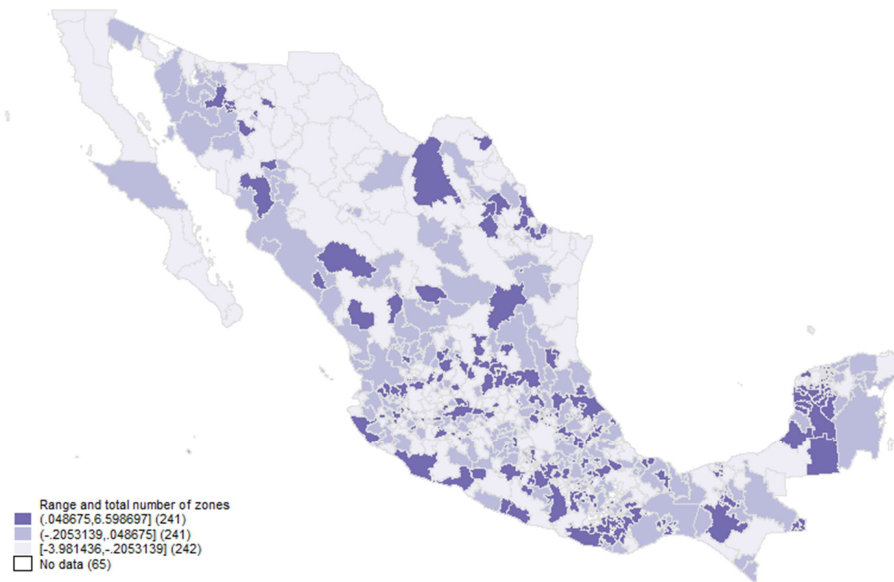 Range and total number of zones
(.048675,6.598697] (241)
(-.2053139,.048675] (241)
[-3.981436,-.2053139] (242)
No data (65)